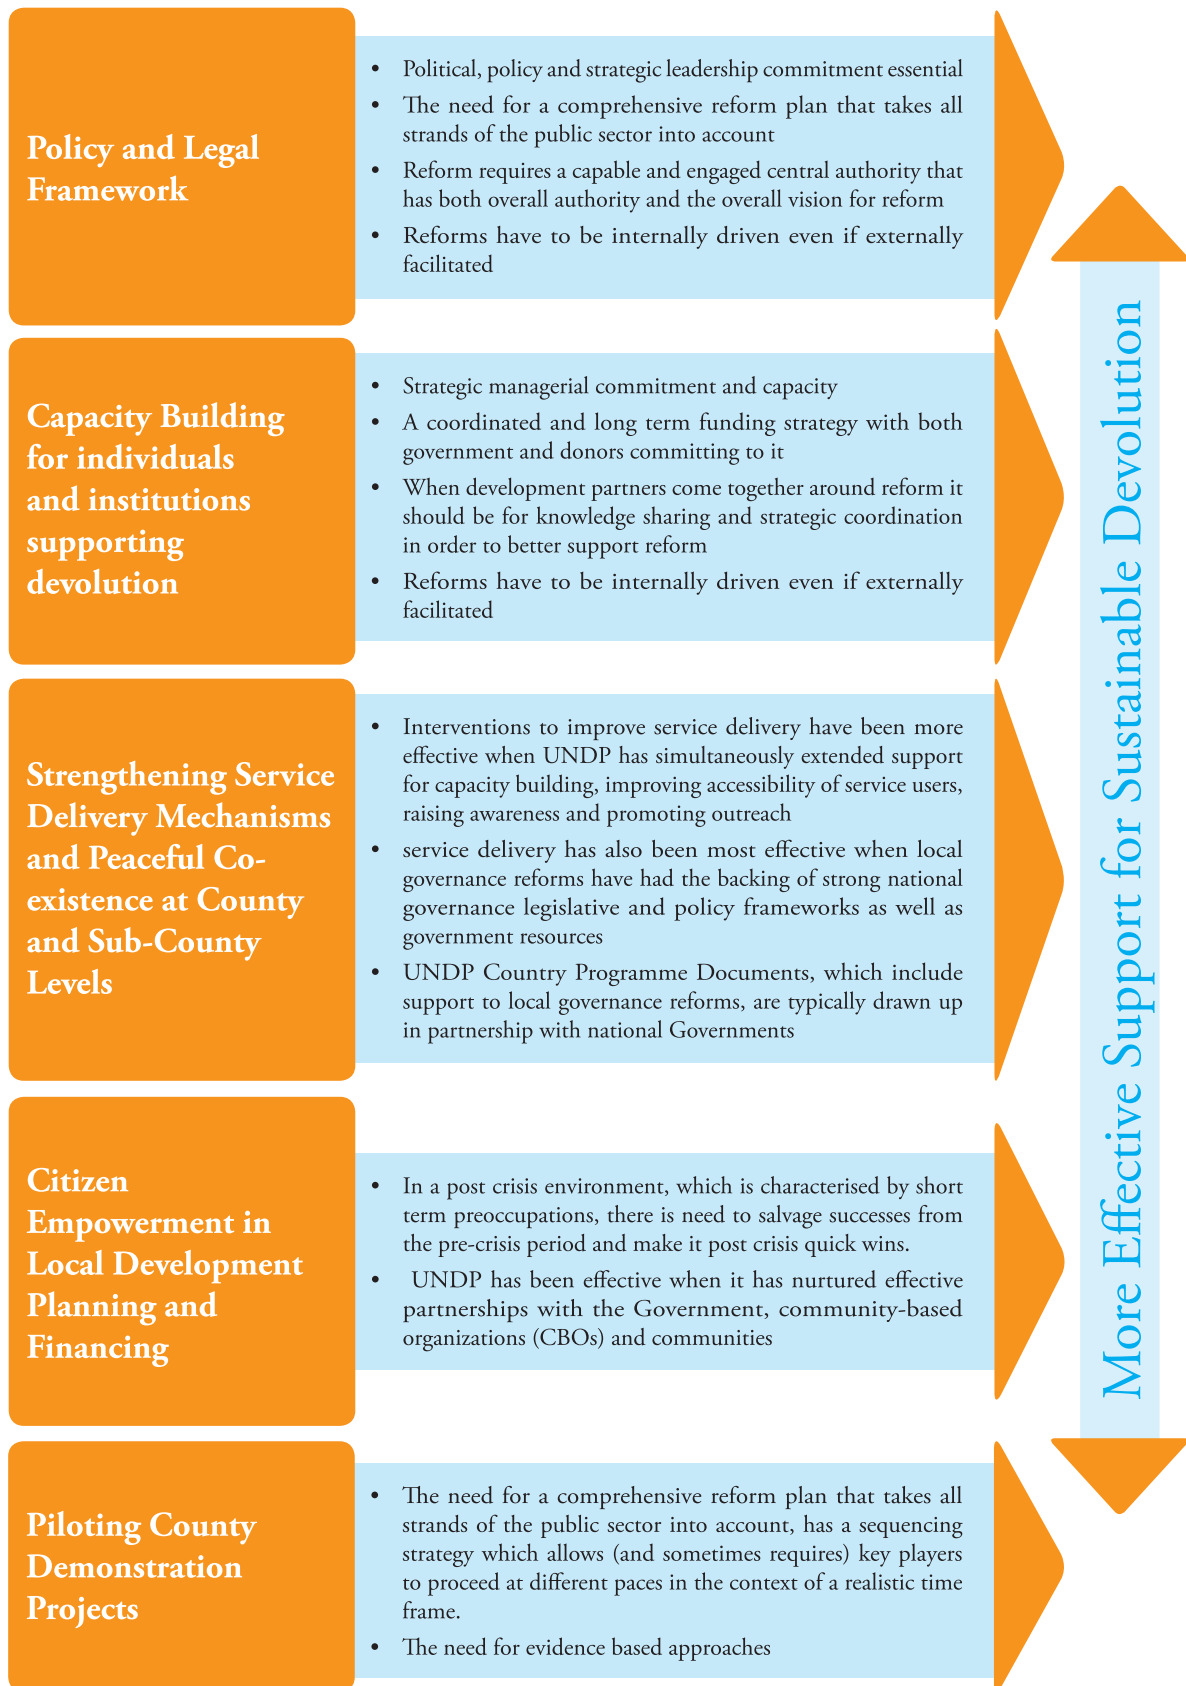 Policy and Legal
Framework
• Political, policy and strategic leadership commitment essential
• The need for a comprehensive reform plan that takes all
strands of the public sector into account
• Reform requires a capable and engaged central authority that
has both overall authority and the overall vision for reform
• Reforms have to be internally driven even if externally
facilitated
Capacity Building
for individuals
and institutions
supporting
devolution
• Strategic managerial commitment and capacity
• A coordinated and long term funding strategy with both
government and donors committing to it
• When development partners come together around reform it
should be for knowledge sharing and strategic coordination
in order to better support reform
• Reforms have to be internally driven even if externally
facilitated
Strengthening Service
Delivery Mechanisms
and Peaceful Co-
existence at County
and Sub-County
Levels
• Interventions to improve service delivery have been more
effective when UNDP has simultaneously extended support
for capacity building, improving accessibility of service users,
raising awareness and promoting outreach
• service delivery has also been most effective when local
governance reforms have had the backing of strong national
governance legislative and policy frameworks as well as
government resources
• UNDP Country Programme Documents, which include
support to local governance reforms, are typically drawn up
in partnership with national Governments
Citizen
Empowerment in
Local Development
Planning and
Financing
• In a post crisis environment, which is characterised by short
term preoccupations, there is need to salvage successes from
the pre-crisis period and make it post crisis quick wins.
• UNDP has been effective when it has nurtured effective
partnerships with the Government, community-based
organizations (CBOs) and communities
Piloting County
Demonstration
Projects
• The need for a comprehensive reform plan that takes all
strands of the public sector into account, has a sequencing
strategy which allows (and sometimes requires) key players
to proceed at different paces in the context of a realistic time
frame.
• The need for evidence based approaches
More Effective Support for Sustainable Devolution